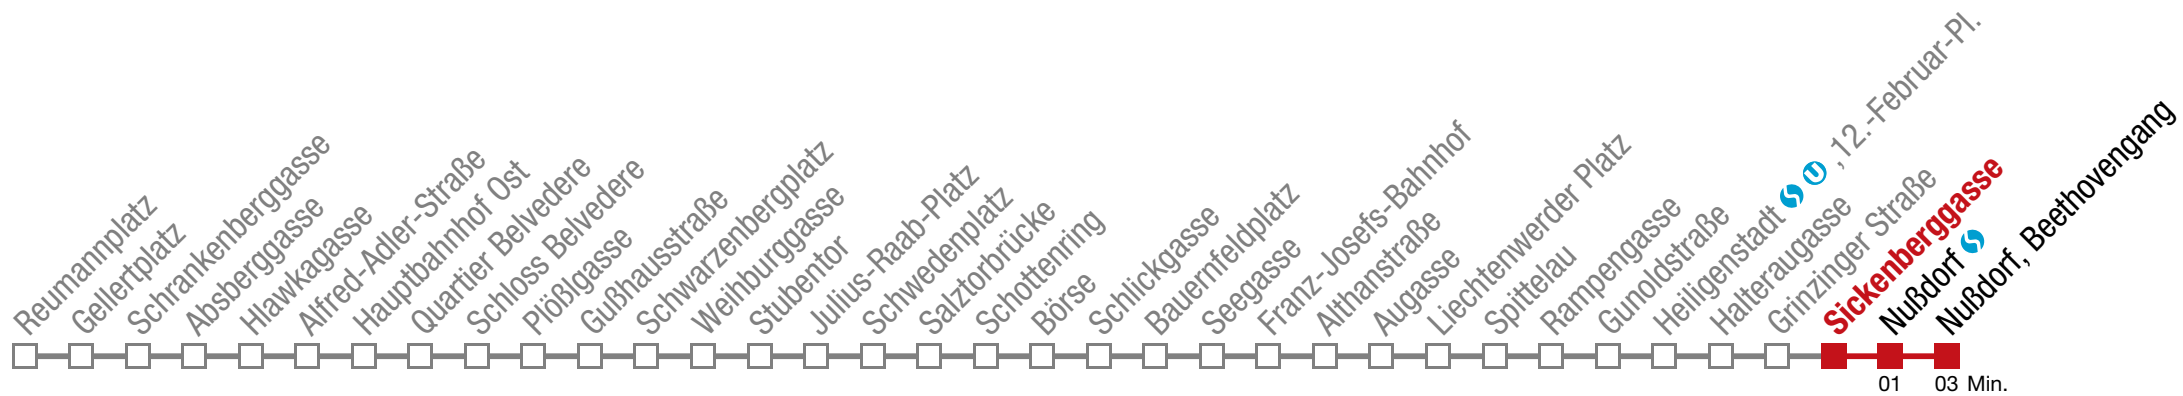 Reumannplatz
Gellertplatz
Schrankenberggasse
Absberggasse
Hlawkagasse
Alfred-Adler-Straße
Hauptbahnhof Ost
Quartier Belvedere
Schloss Belvedere
Plößlgasse
Gußhausstraße
Schwarzenbergplatz
Weihburggasse
Stubentor
Julius-Raab-Platz
Schwedenplatz
Salztorbrücke
Schottenring
Börse
Schlickgasse
Bauernfeldplatz
Seegasse
Franz-Josefs-Bahnhof
Althanstraße
Augasse
Liechtenwerder Platz
Spittelau
Rampengasse
Gunoldstraße
Heiligenstadt S U ,12.-Februar-Pl.
Halteraugasse
Grinzinger Straße
Sickenberggasse
Nußdorf S
Nußdorf, Beethovengang
01 03 Min.